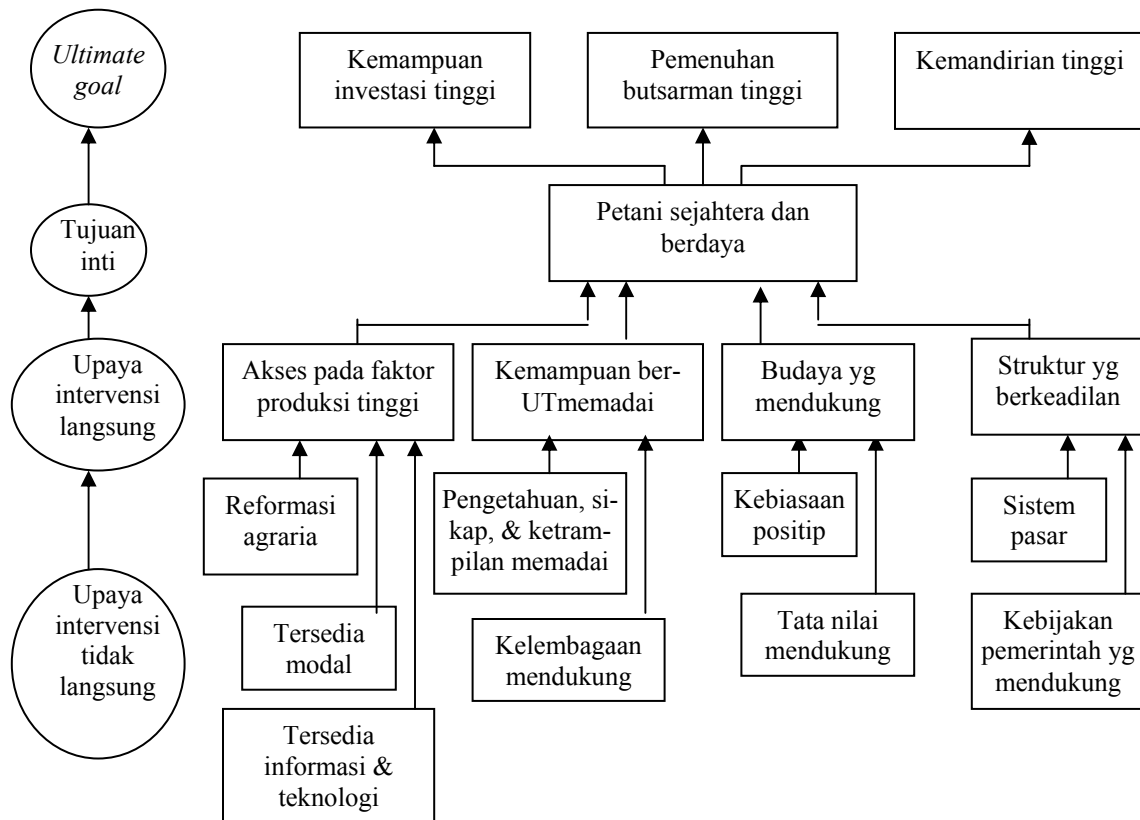 Ultimate
goal
Kemampuan
investasi tinggi
Pemenuhan
butsarman tinggi
Kemandirian tinggi
Tujuan
inti
Petani sejahtera dan
berdaya
Upaya
intervensi
langsung
Akses pada faktor
produksi tinggi
Kemampuan ber-
UTmemadai
Budaya yg
mendukung
Struktur yg
berkeadilan
Reformasi
agraria
Pengetahuan, si-
kap, & ketram-
pilan memadai
Kebiasaan
positip
Sistem
pasar
Upaya
intervensi
tidak
langsung
Tersedia
modal
Kelembagaan
mendukung
Tata nilai
mendukung
Kebijakan
pemerintah yg
mendukung
Tersedia
informasi &
teknologi